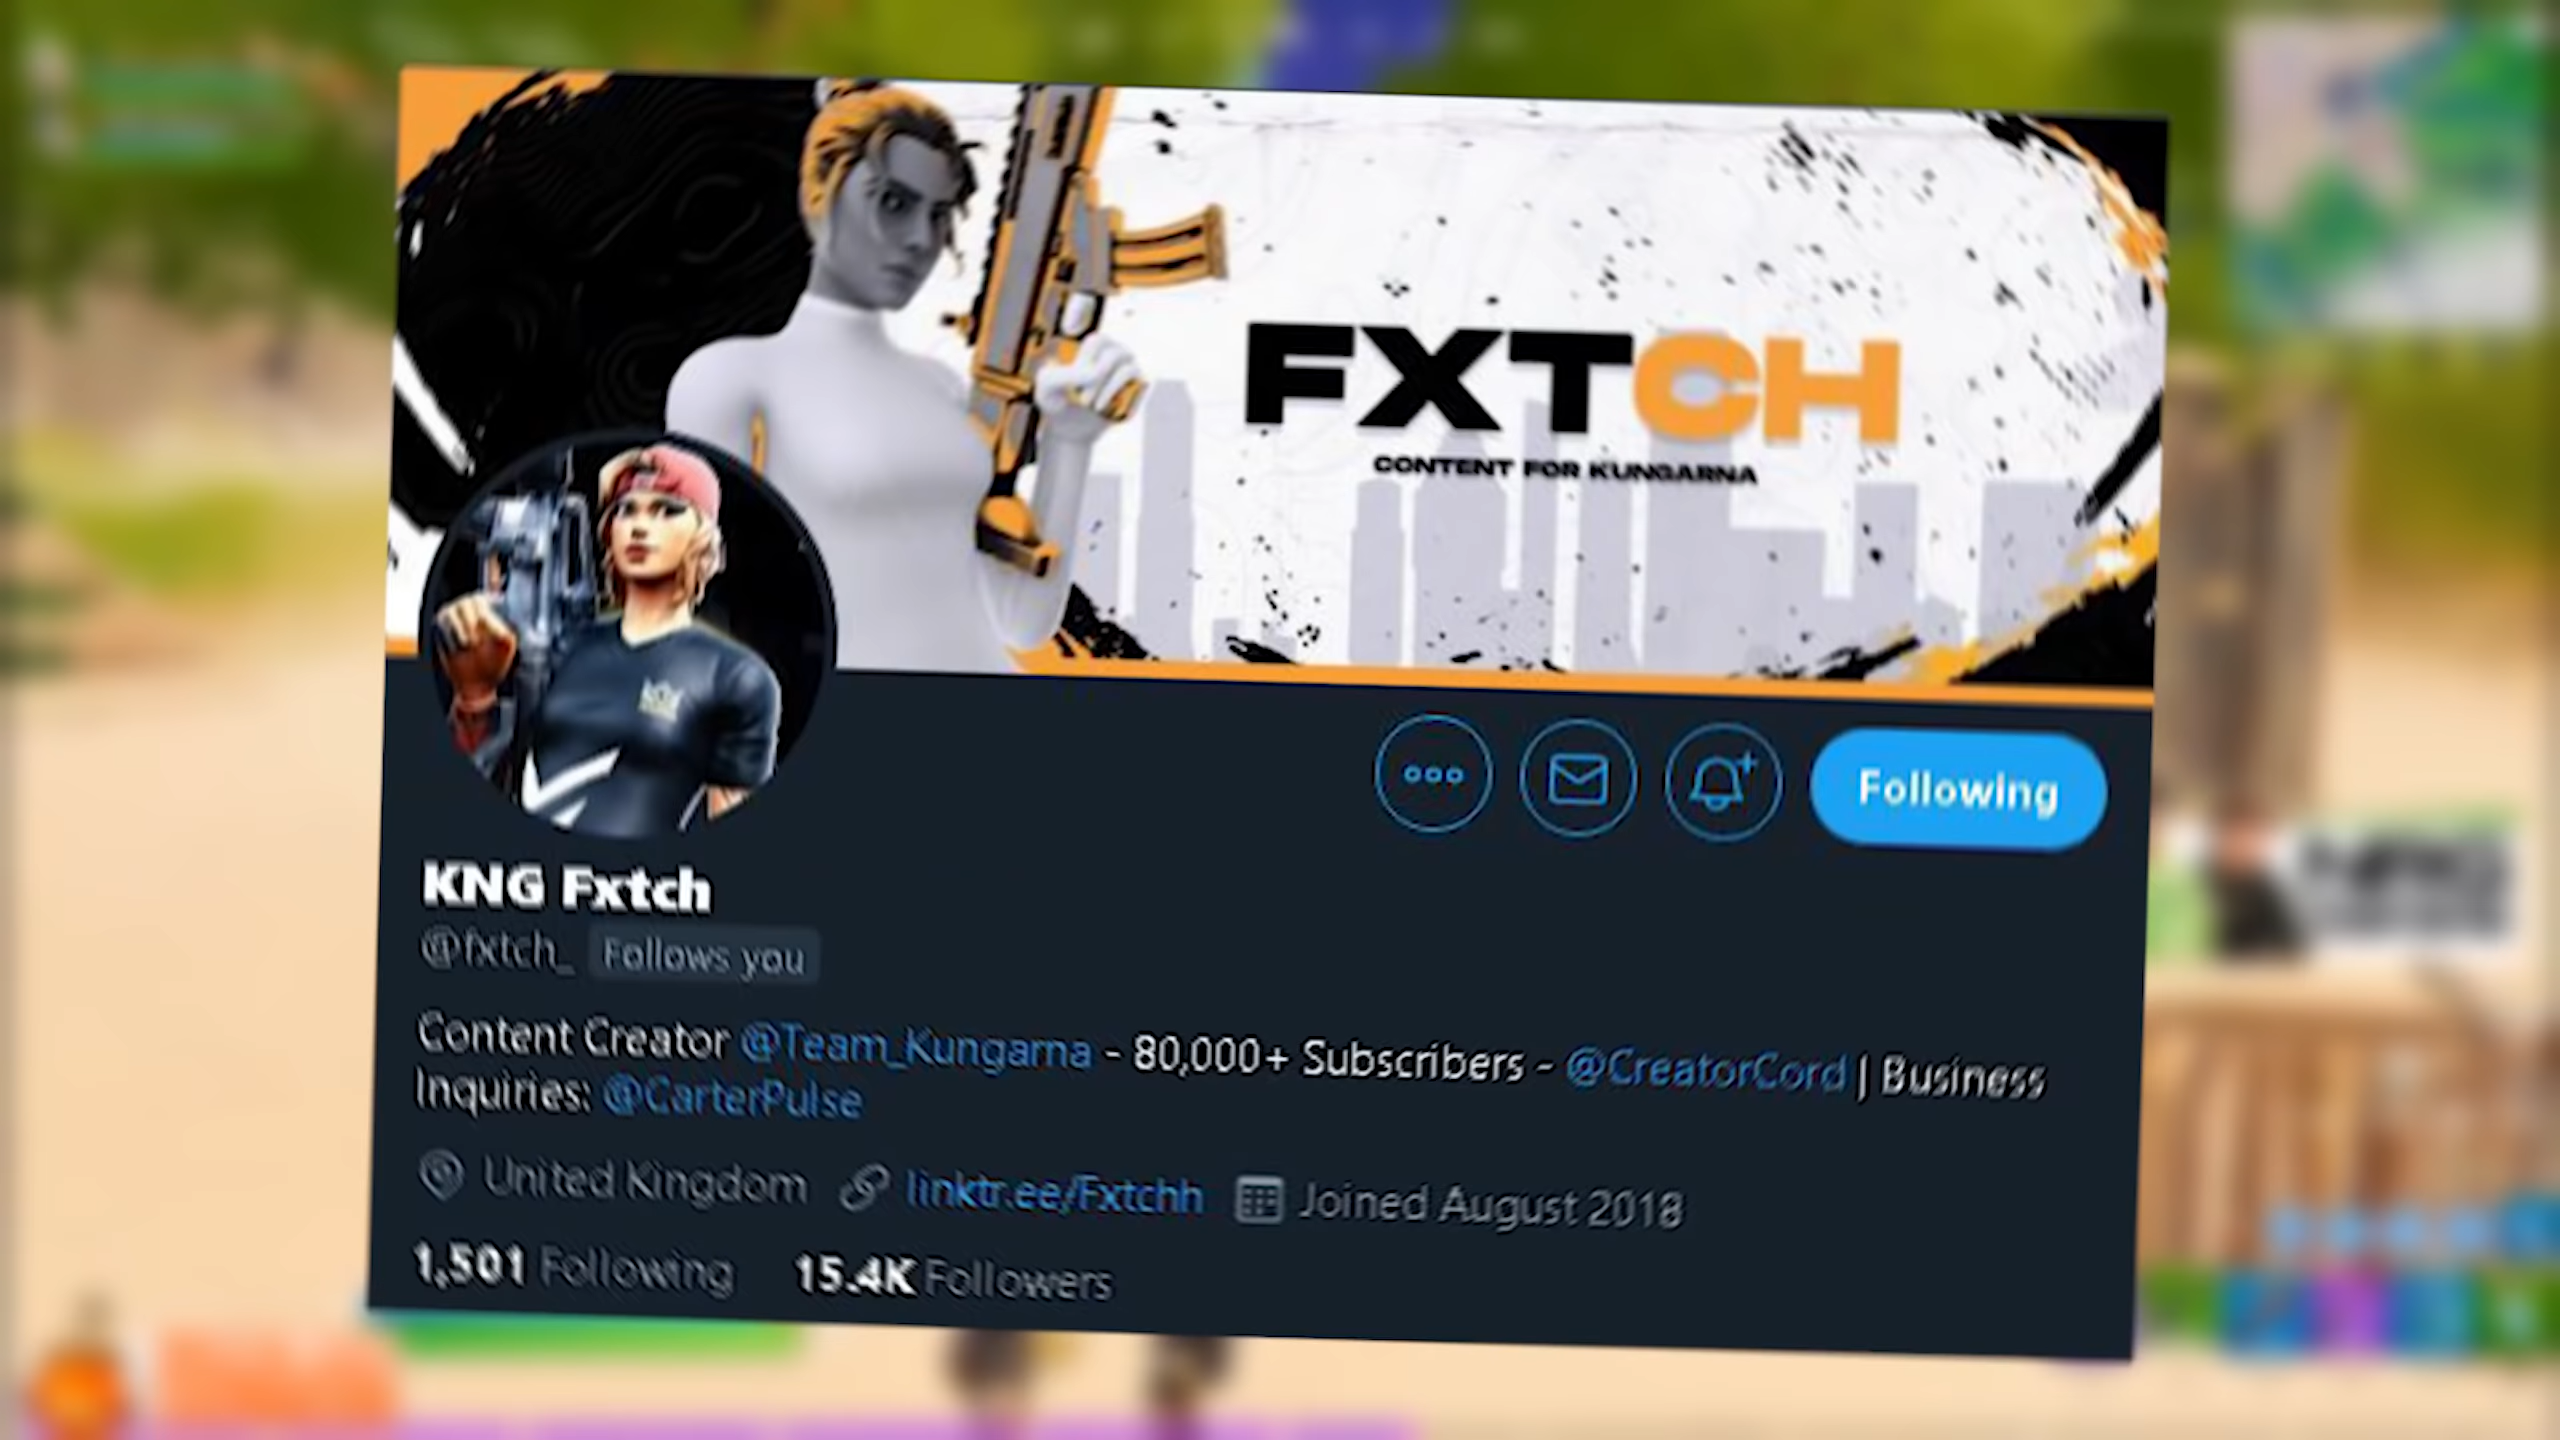 FXTCH
CONTENT FOR KUNGARNA
Following
KNG Fxtch
@fxtch_ Follows you
Content Creator @Team_Kungarna - 80,000+ Subscribers - @CreatorCord | Business
Inquiries: @CarterPulse
United Kingdom linktr.ee/Fxtchh Joined August 2018
1,501 Following 15.4K Followers